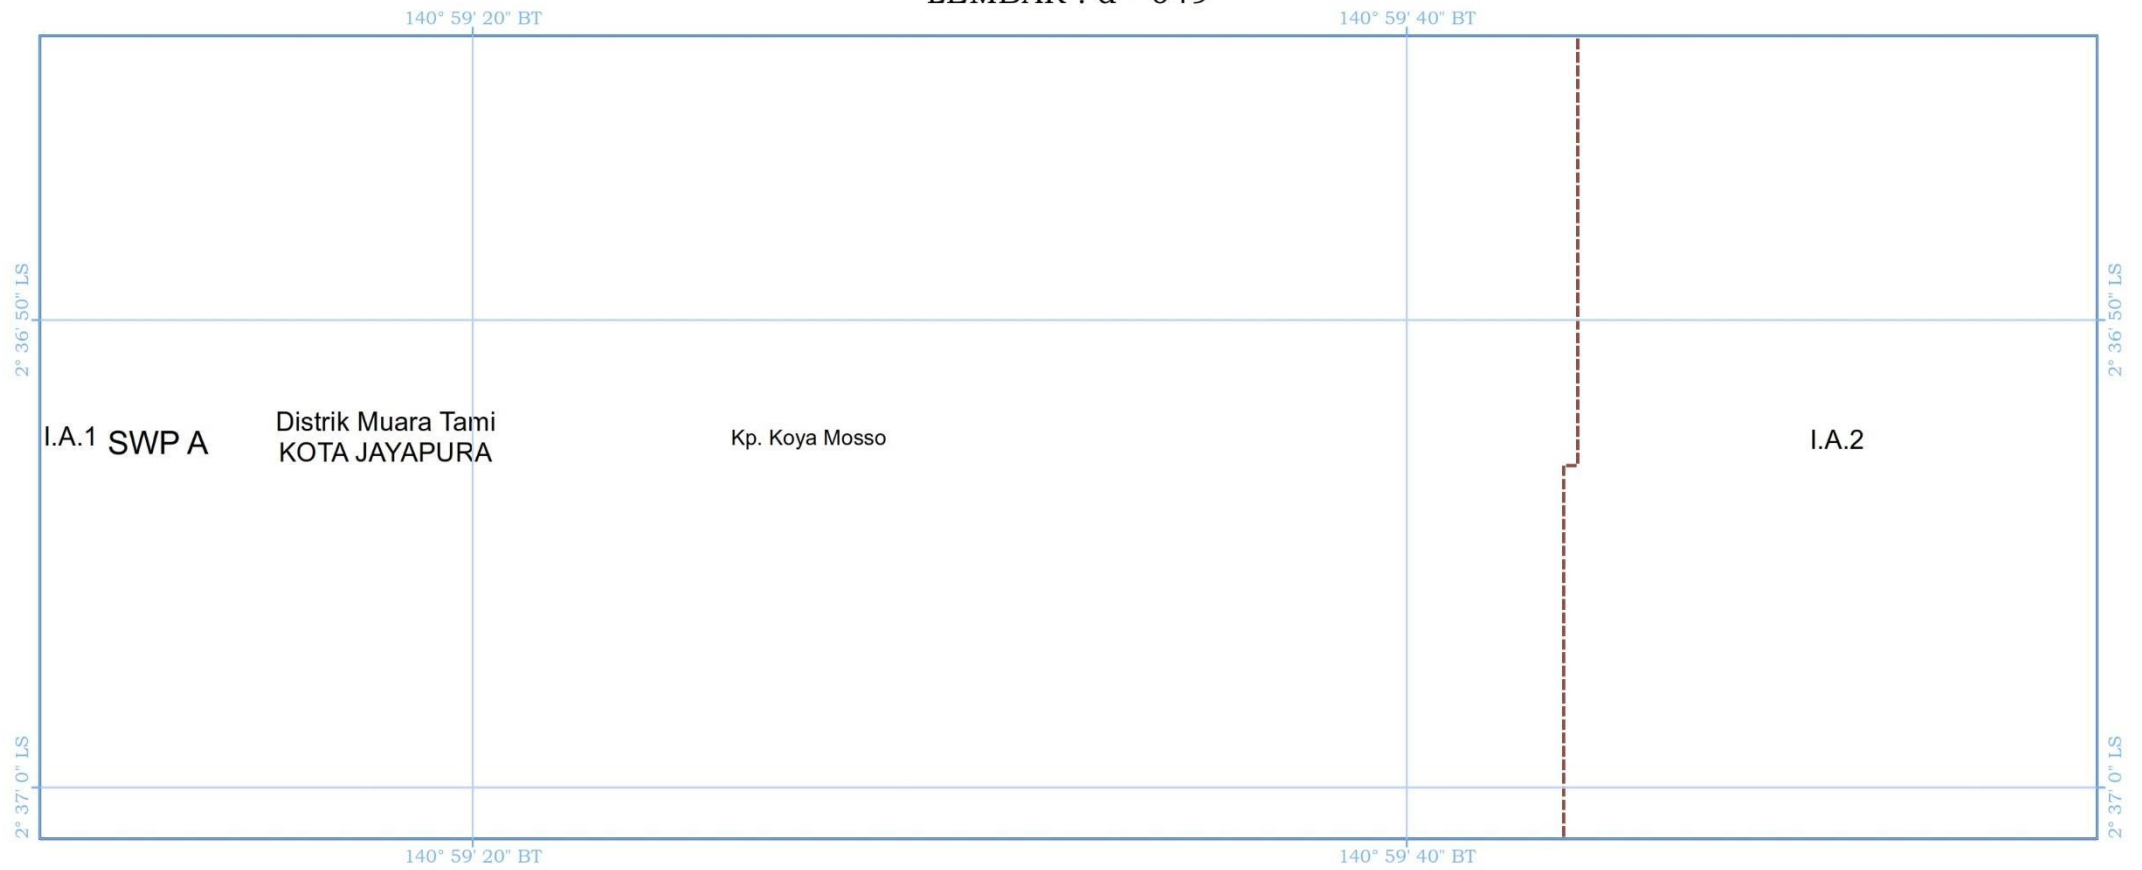 140° 59' 20" BT
140° 59' 40" BT
2° 36' 50" LS
2° 36' 50" LS
I.A.1
SWP A
Distrik Muara Tami
KOTA JAYAPURA
Kp. Koya Mosso
I.A.2
2° 37' 0" LS
2° 37' 0" LS
140° 59' 20" BT
140° 59' 40" BT